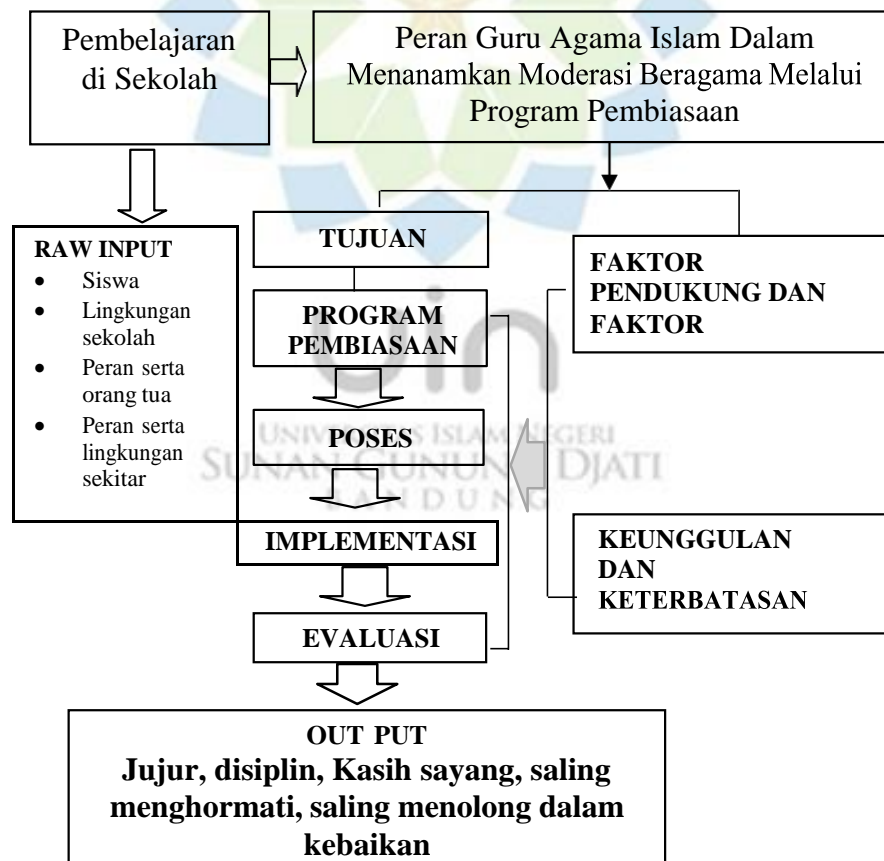 Pembelajaran
di Sekolah
Peran Guru Agama Islam Dalam
Menanamkan Moderasi Beragama Melalui
Program Pembiasaan
RAW INPUT
• Siswa
• Lingkungan
sekolah
• Peran serta
orang tua
• Peran serta
lingkungan
sekitar
TUJUAN
PROGRAM
PEMBIASAAN
POSES
IMPLEMENTASI
EVALUASI
FAKTOR
PENDUKUNG DAN
FAKTOR
KEUNGGULAN
DAN
KETERBATASAN
uin
UNIVERSITAS ISLAM NEGERI
SUNAN GUNUNG DJATI
BANDUNG
OUT PUT
Jujur, disiplin, Kasih sayang, saling
menghormati, saling menolong dalam
kebaikan